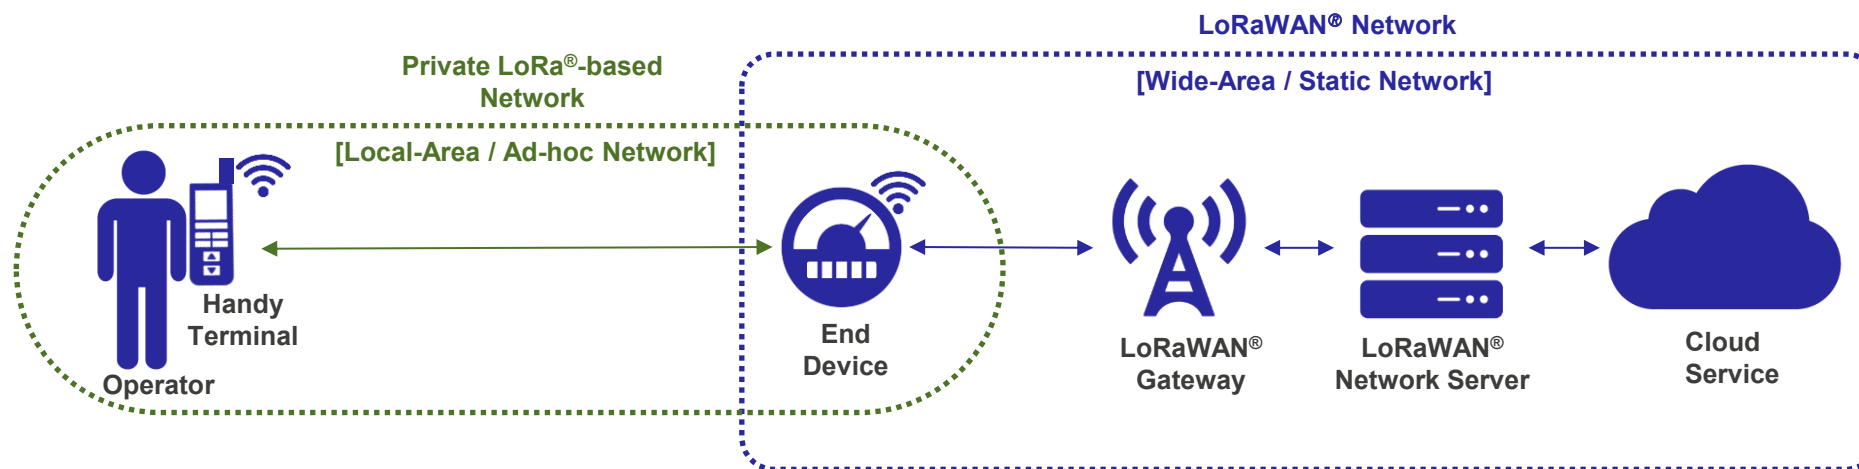 LoRaWAN® Network
[Wide-Area / Static Network]
Private LoRa®-based
Network
[Local-Area / Ad-hoc Network]
Handy
Terminal
Operator
End
Device
LoRaWAN®
Gateway
LoRaWAN®
Network Server
Cloud
Service